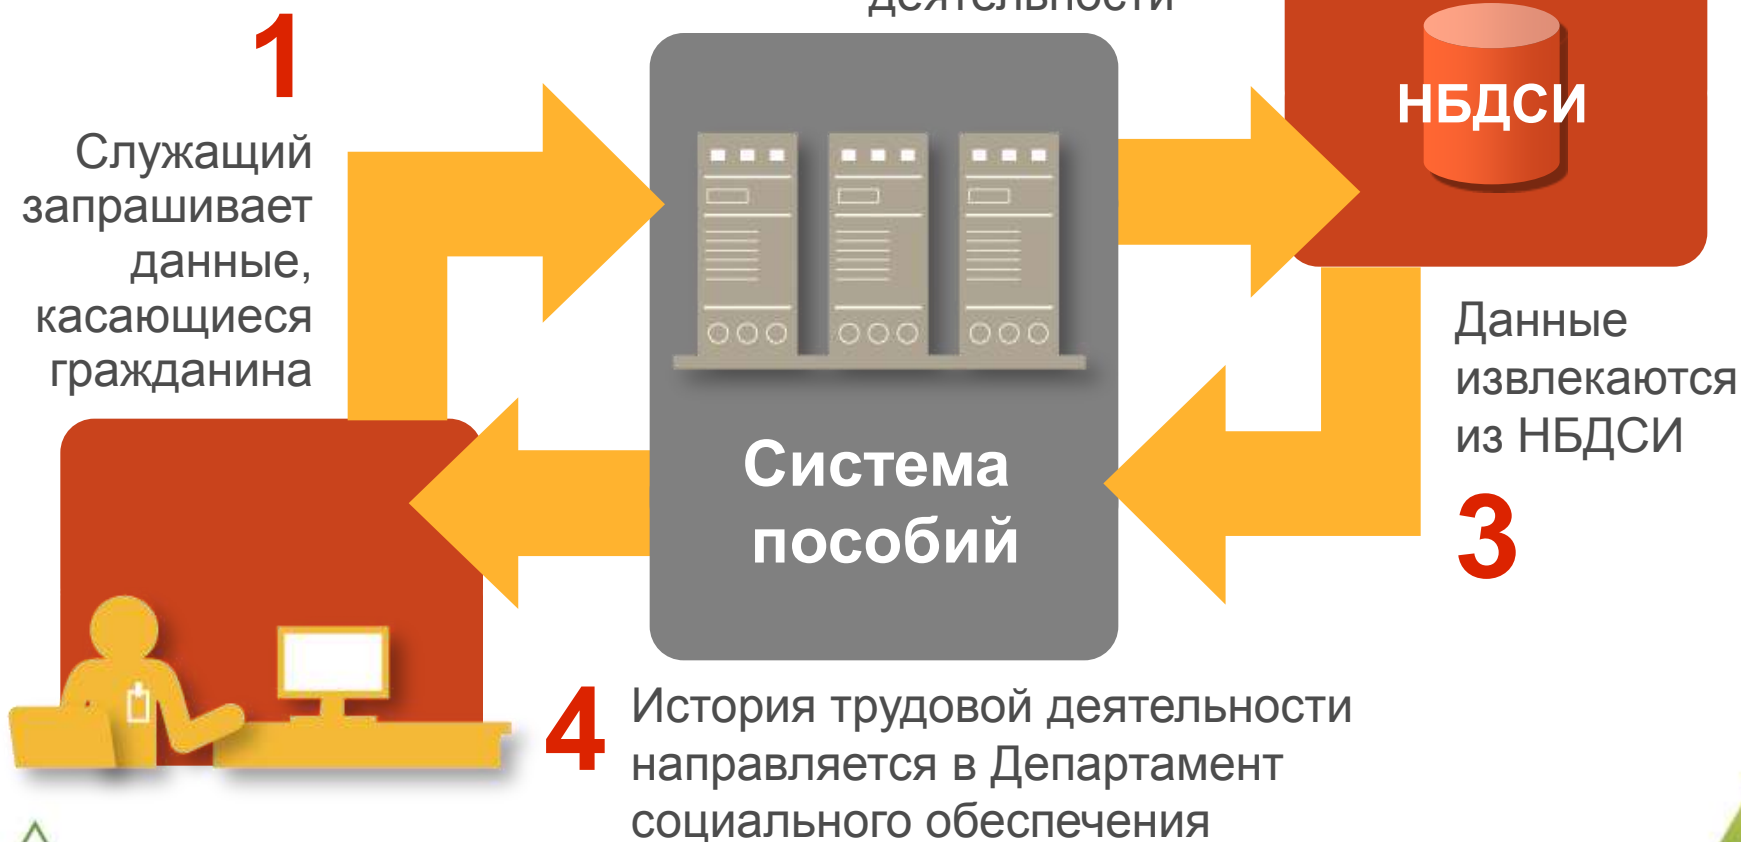 деятельности
1
Служащий
запрашивает
данные,
касающиеся
гражданина
НБДСИ
Система
пособий
Данные
извлекаются
из НБДСИ
3
4
История трудовой деятельности
направляется в Департамент
социального обеспечения